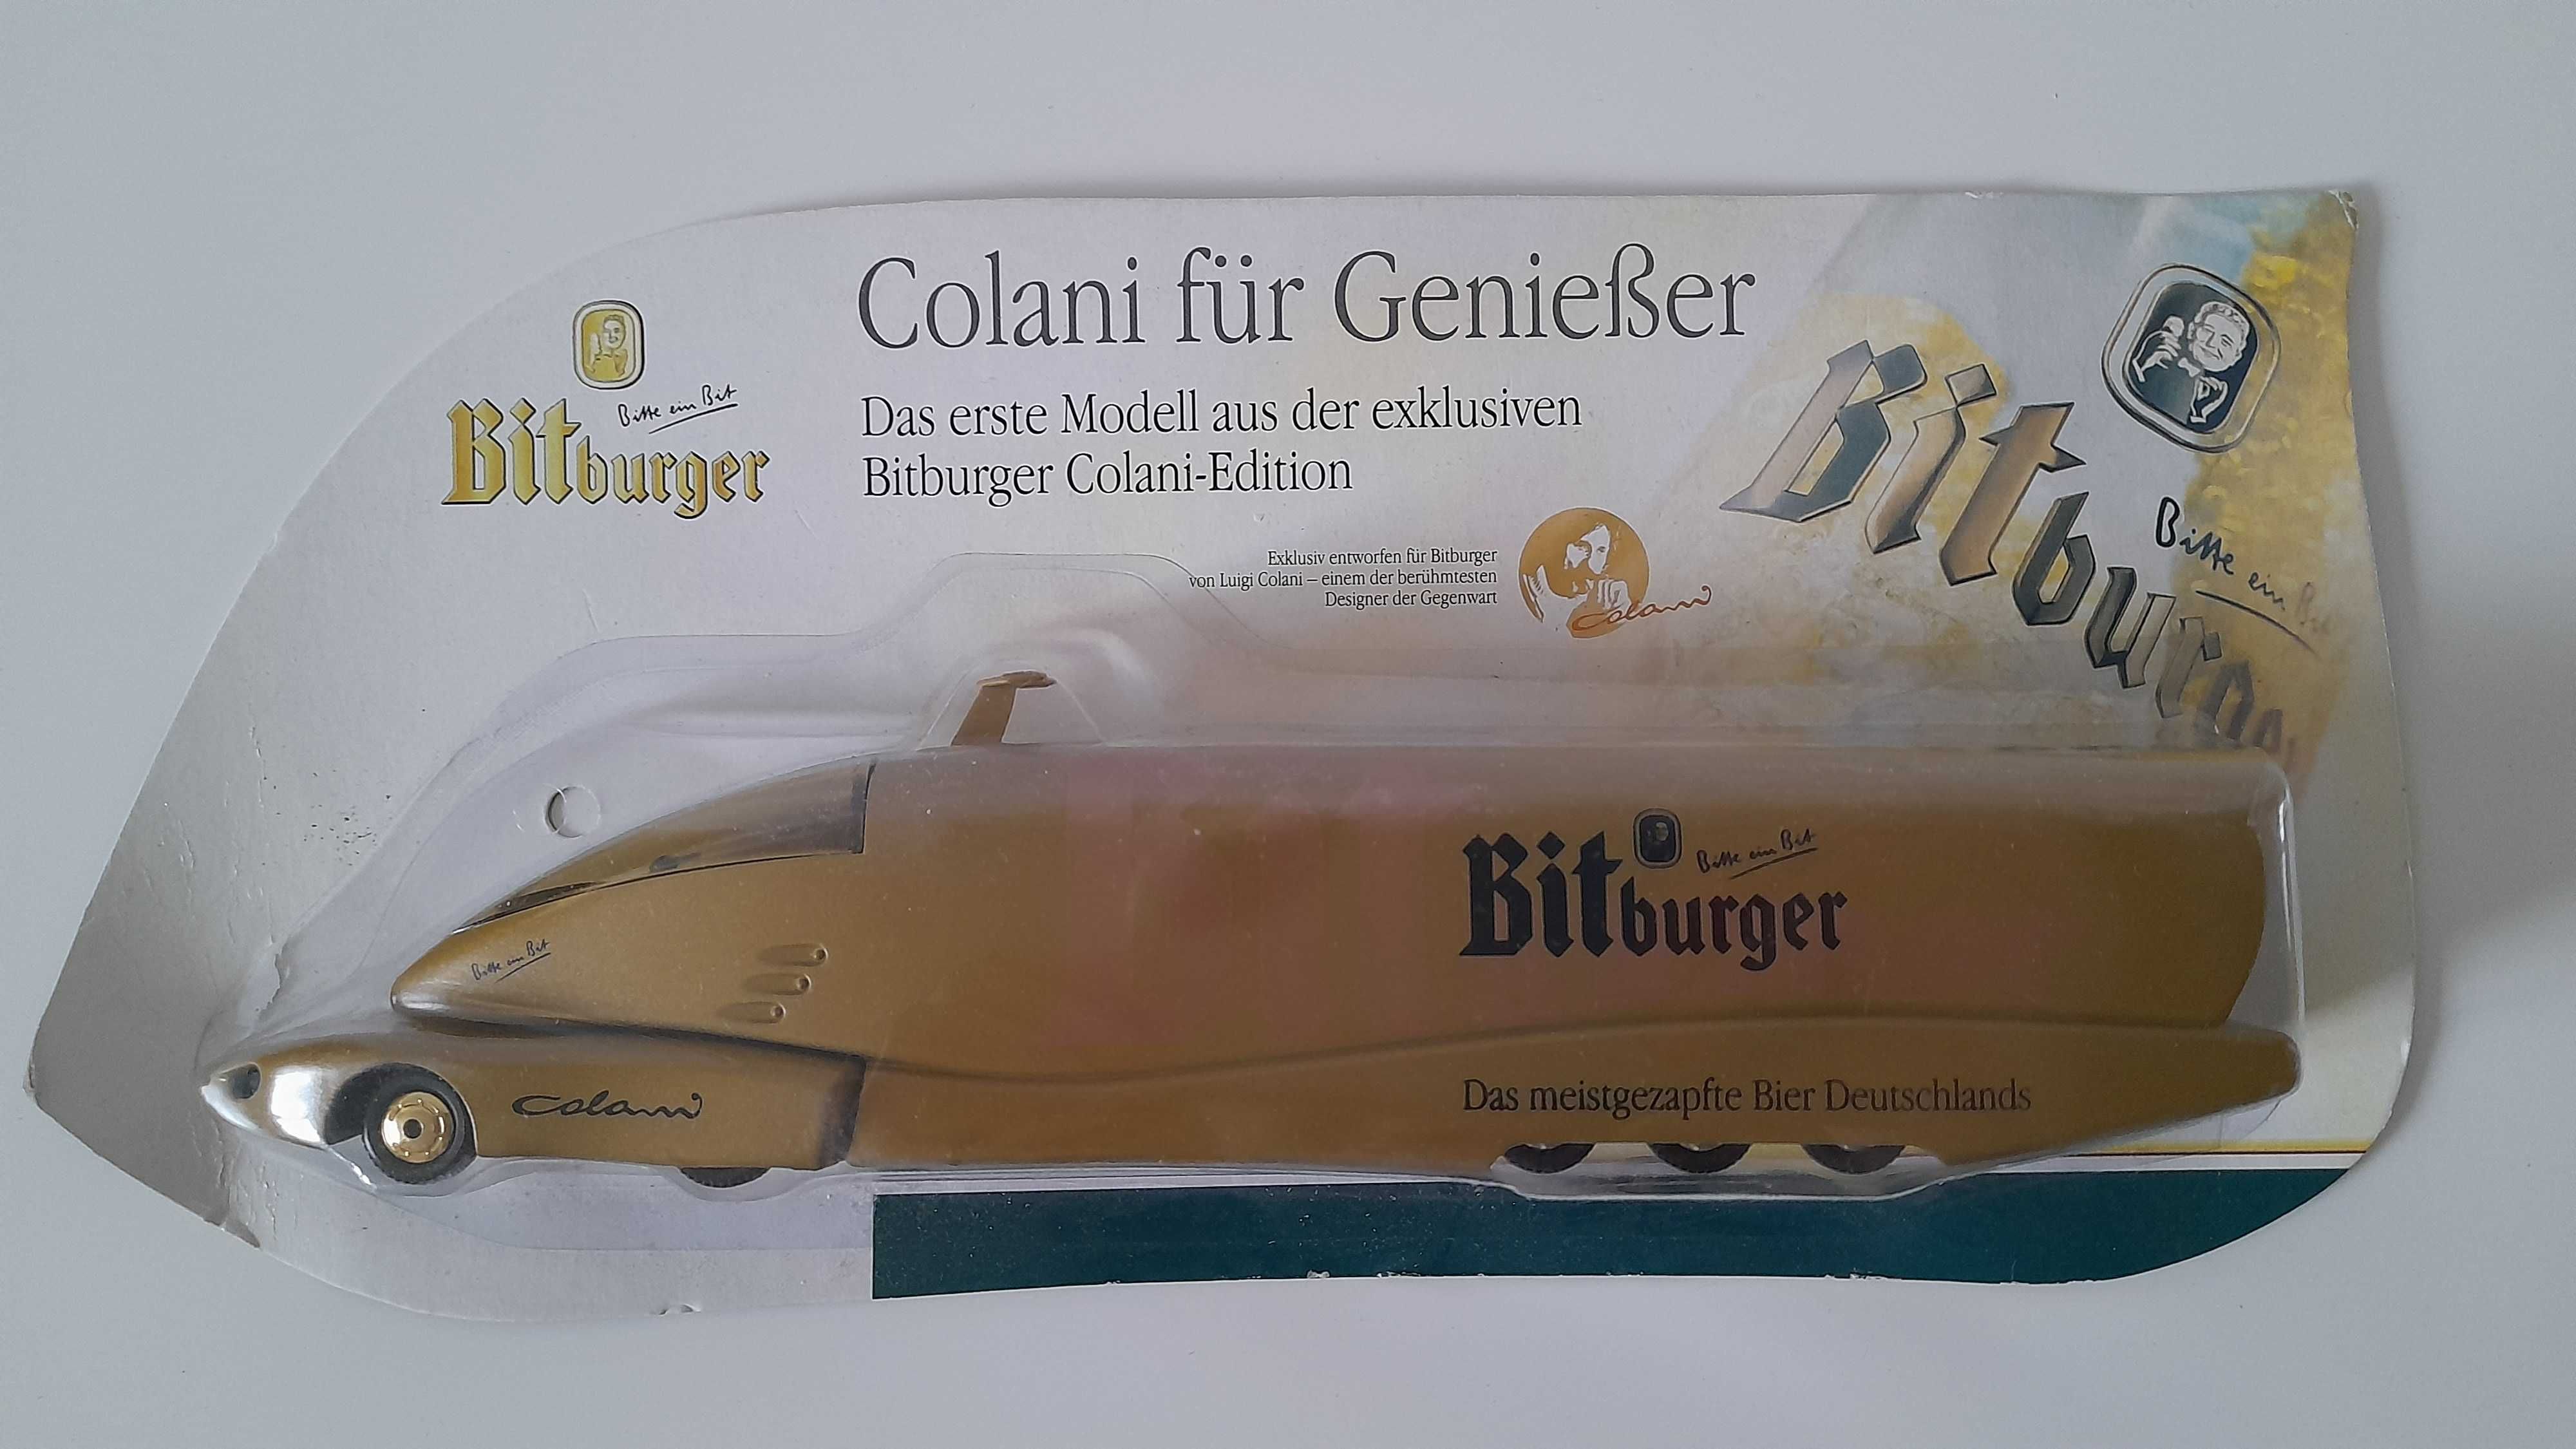 Colani für Genießer
Bitte ein Bit
Bitburger
Das erste Modell aus der exklusiven
Bitburger Colani-Edition
Exklusiv entworfen für Bitburger
von Luigi Colani – einem der berühmtesten
Designer der Gegenwart
Colani
Bitburg
Bitte ein
Bitte ein Bit
Bitburger
Bitte ein Bit
Colani
Das meistgezapfte Bier Deutschlands